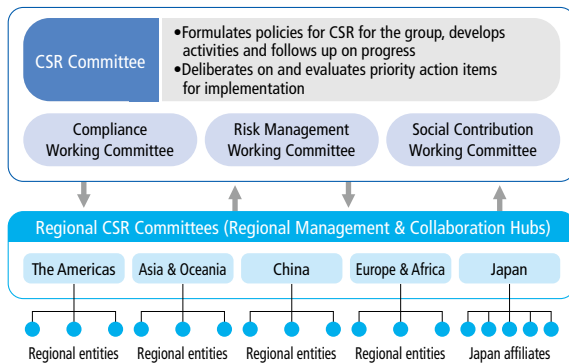 CSR Committee
•Formulates policies for CSR for the group, develops
activities and follows up on progress
•Deliberates on and evaluates priority action items
for implementation
Compliance
Working Committee
Risk Management
Working Committee
Social Contribution
Working Committee
Regional CSR Committees (Regional Management & Collaboration Hubs)
The Americas
Asia & Oceania
China
Europe & Africa
Japan
Regional entities
Regional entities
Regional entities
Regional entities
Japan affiliates